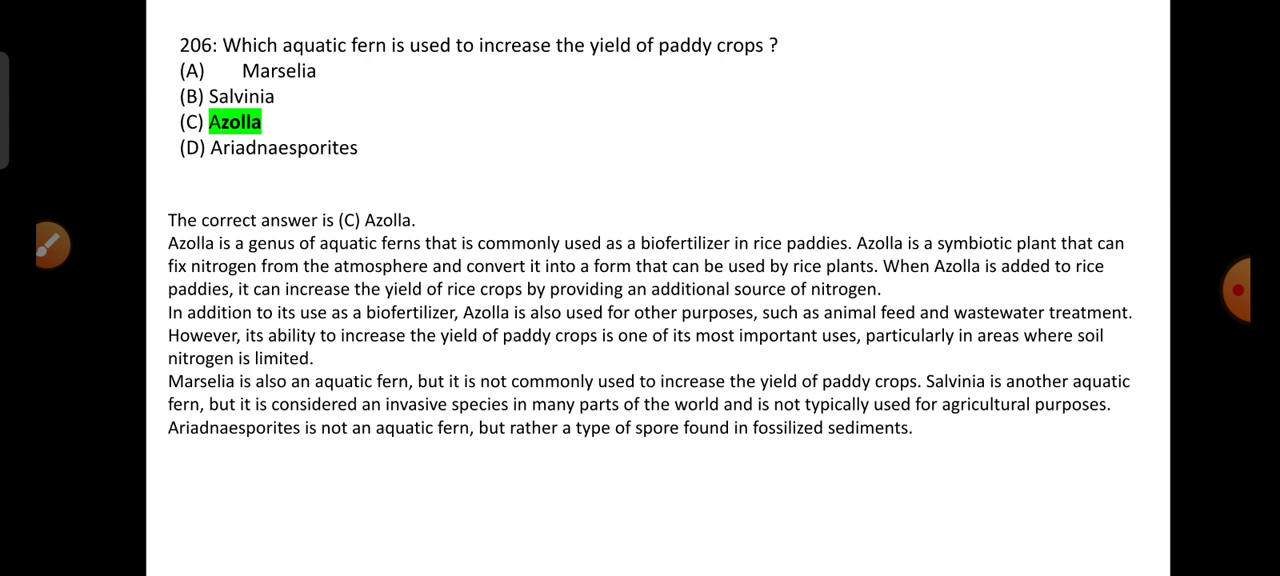 206: Which aquatic fern is used to increase the yield of paddy crops ?
(A) Marselia
(B) Salvinia
(C) Azolla
(D) Ariadnaesporites
The correct answer is (C) Azolla.
Azolla is a genus of aquatic ferns that is commonly used as a biofertilizer in rice paddies. Azolla is a symbiotic plant that can
fix nitrogen from the atmosphere and convert it into a form that can be used by rice plants. When Azolla is added to rice
paddies, it can increase the yield of rice crops by providing an additional source of nitrogen.
In addition to its use as a biofertilizer, Azolla is also used for other purposes, such as animal feed and wastewater treatment.
However, its ability to increase the yield of paddy crops is one of its most important uses, particularly in areas where soil
nitrogen is limited.
Marselia is also an aquatic fern, but it is not commonly used to increase the yield of paddy crops. Salvinia is another aquatic
fern, but it is considered an invasive species in many parts of the world and is not typically used for agricultural purposes.
Ariadnaesporites is not an aquatic fern, but rather a type of spore found in fossilized sediments.